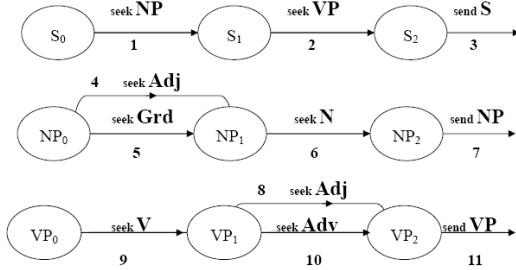 seek NP seek VP send S
S0 S1 S2
1 2 3
4 seek Adj
seek Grd seek N send NP
NP0 NP1 NP2
5 6 7
8 seek Adj
seek V seek Adv send VP
VP0 VP1 VP2
9 10 11